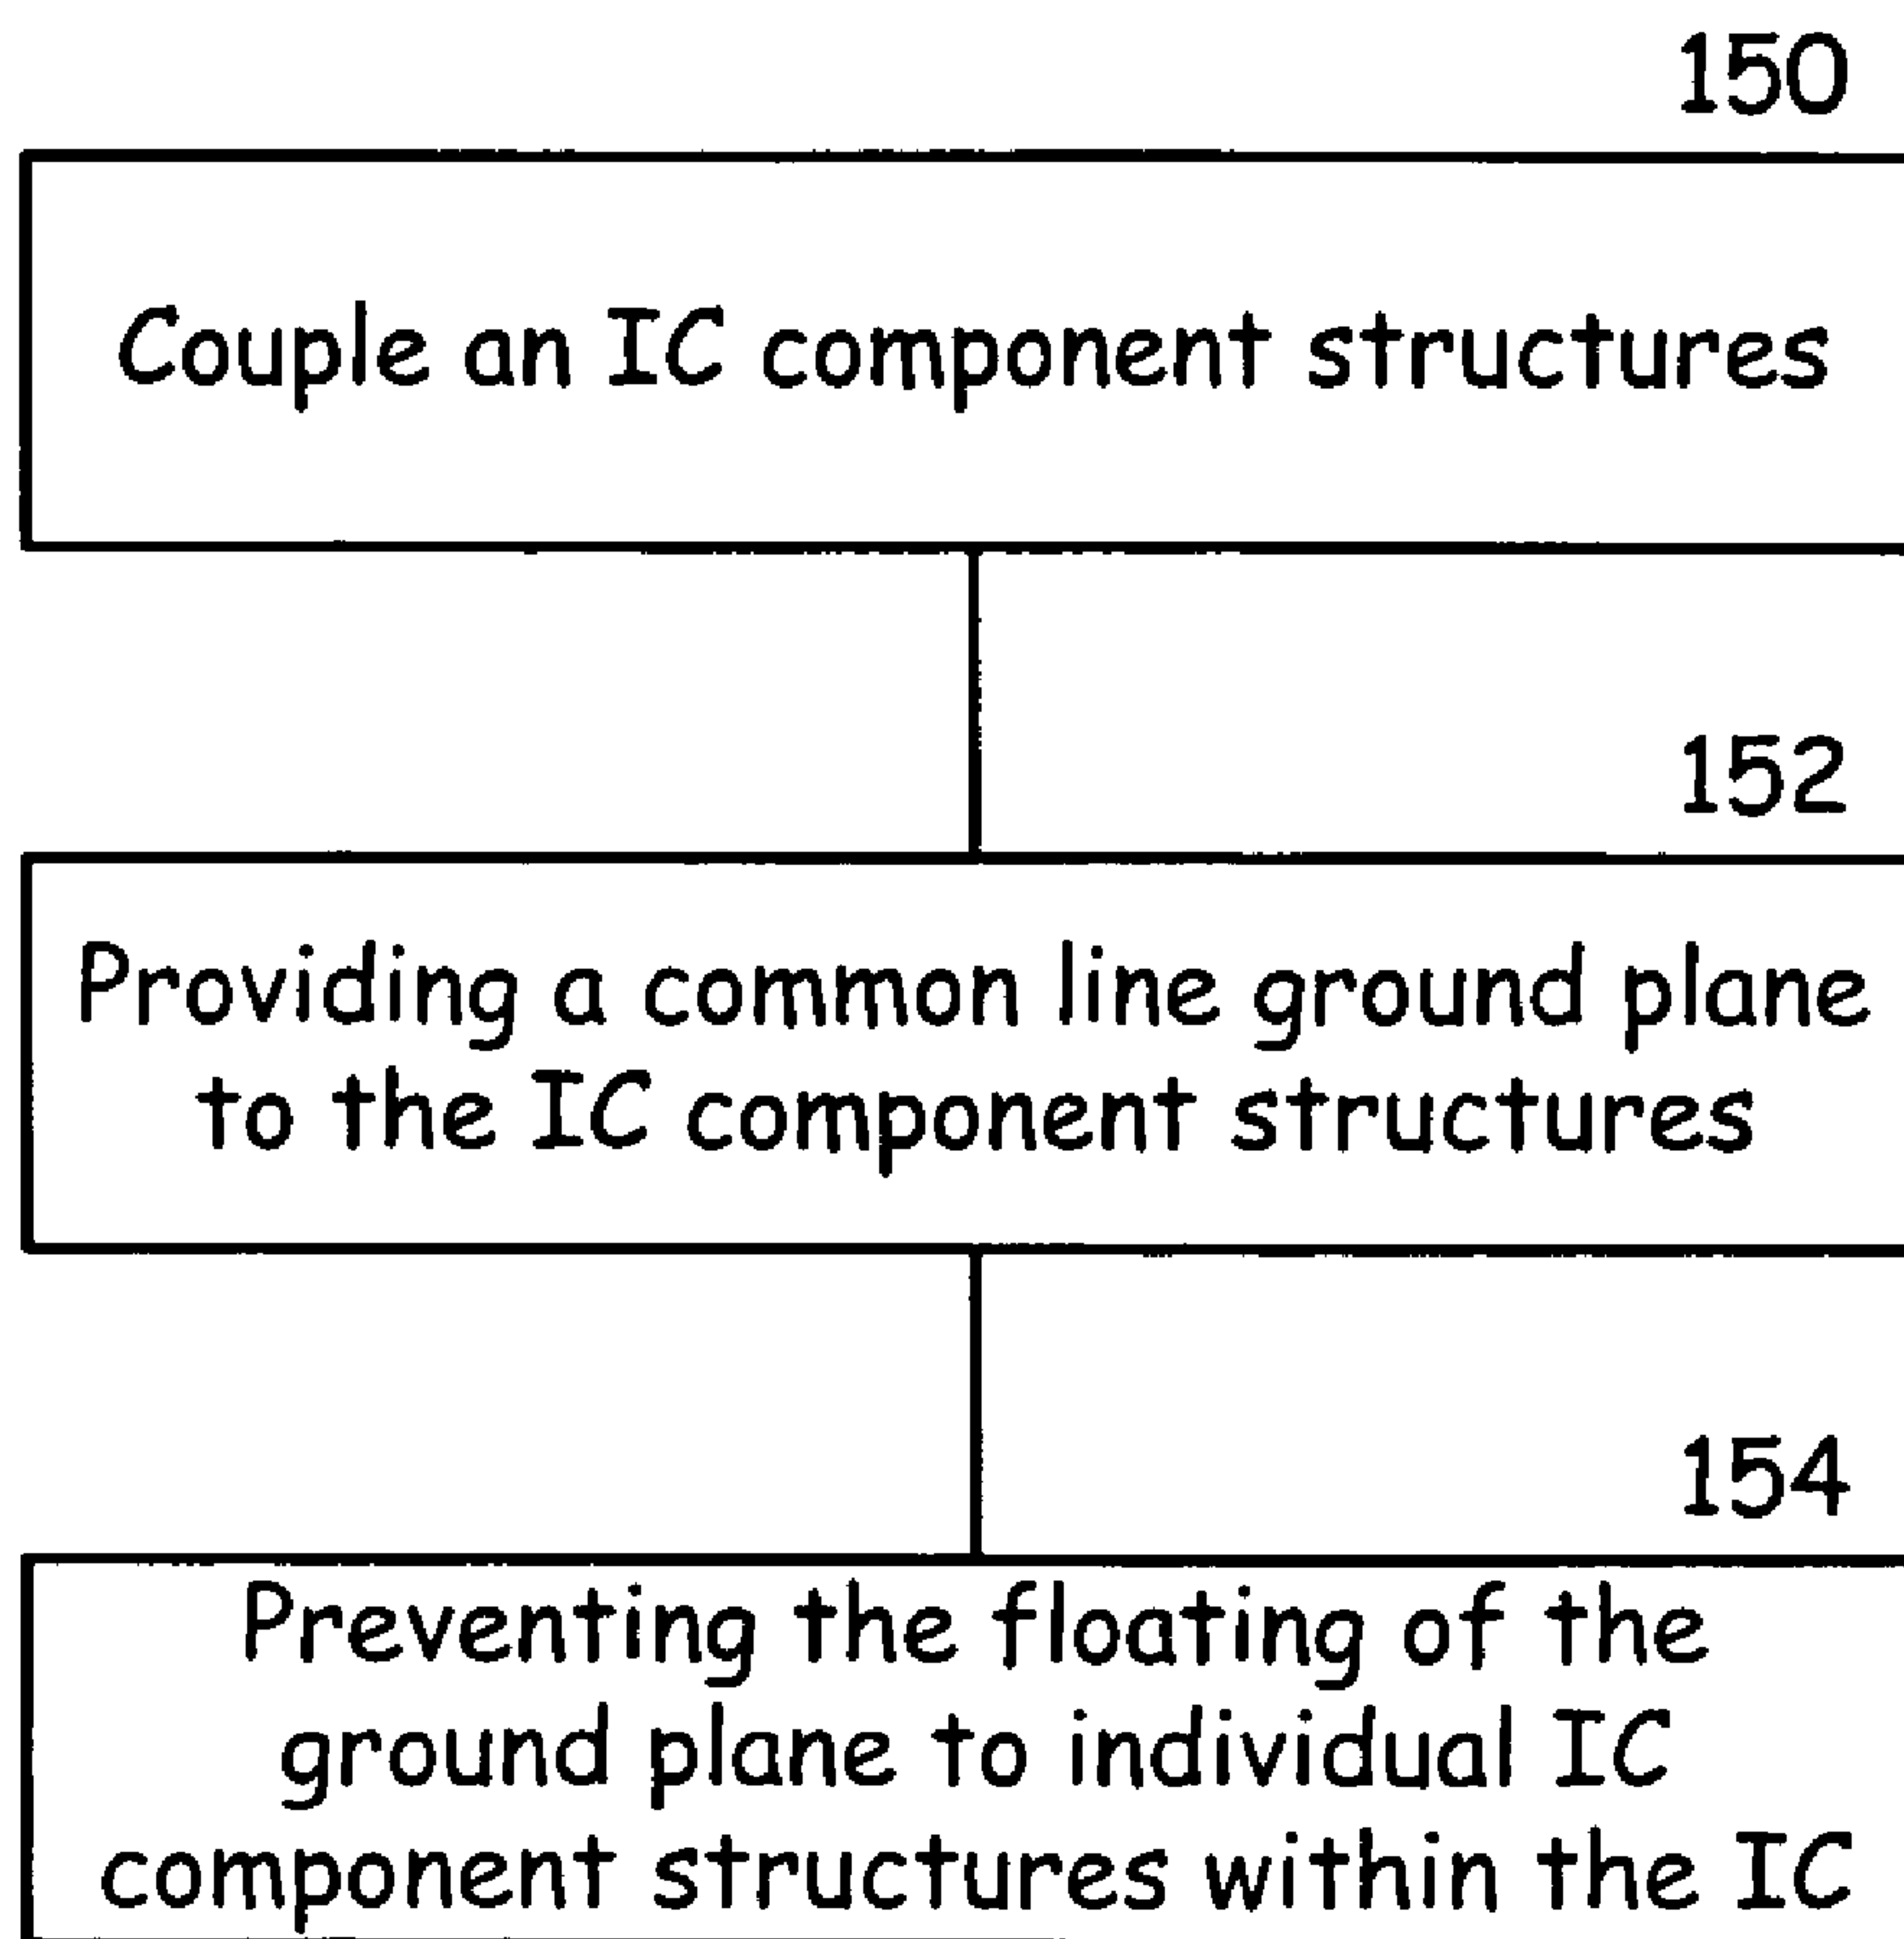 150
Couple an IC component structures
152
Providing a common line ground plane
to the IC component structures
154
Preventing the floating of the
ground plane to individual IC
component structures within the IC